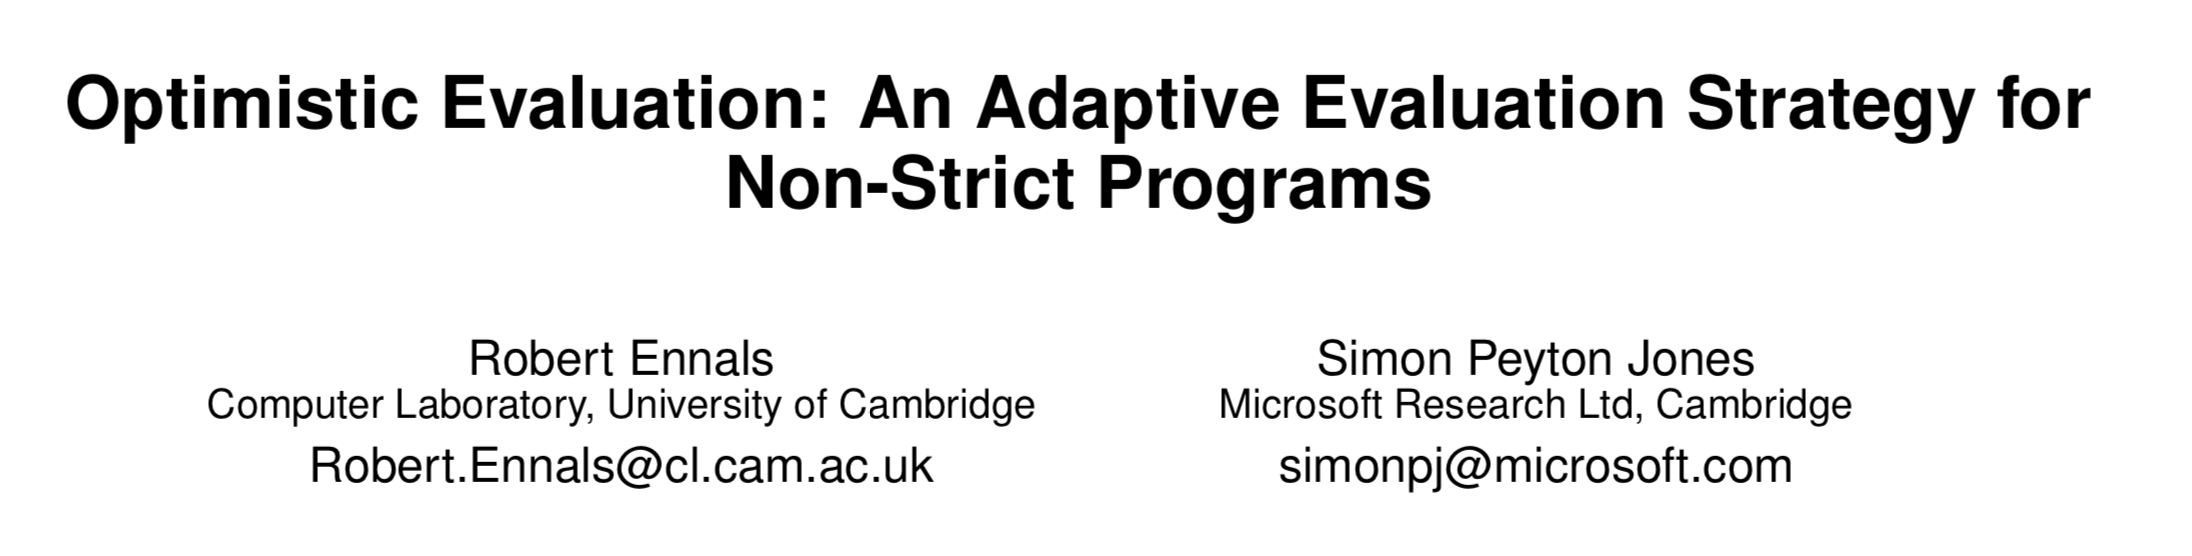 Optimistic Evaluation: An Adaptive Evaluation Strategy for
Non-Strict Programs
Robert Ennals
Computer Laboratory, University of Cambridge
Robert.Ennals@cl.cam.ac.uk
Simon Peyton Jones
Microsoft Research Ltd, Cambridge
simonpj@microsoft.com